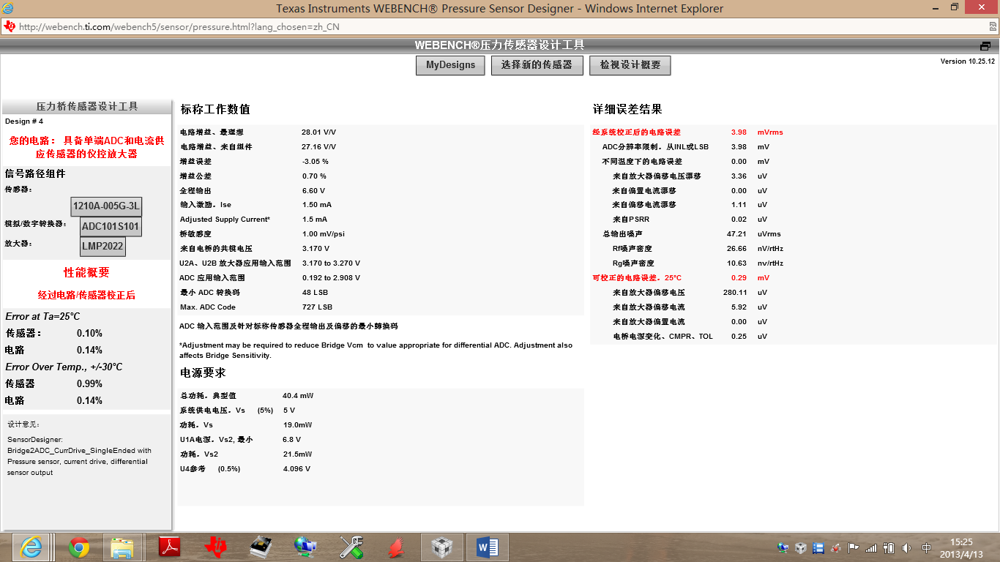 Texas Instruments WEBENCH® Pressure Sensor Designer - Windows Internet Explorer
http://webench.ti.com/webench5/sensor/pressure.html?lang_chosen=zh_CN
WEBENCH®压力传感器设计工具
MyDesigns 选择新的传感器 检视设计概要
Version 10.25.12
压力桥传感器设计工具
Design # 4
您的电路： 具备单端ADC和电流供
应传感器的仪控放大器
信号路径组件
传感器：
1210A-005G-3L
模拟/数字转换器：
ADC101S101
放大器：
LMP2022
性能概要
经过电路/传感器校正后
Error at Ta=25°C
传感器： 0.10%
电路 0.14%
Error Over Temp., +/-30°C
传感器 0.99%
电路 0.14%
设计意见：
SensorDesigner:
Bridge2ADC_CurrDrive_SingleEnded with
Pressure sensor, current drive, differential
sensor output
标称工作数值
电路增益、最理想 28.01 V/V
电路增益、来自组件 27.16 V/V
增益误差 -3.05 %
增益公差 0.70 %
全程输出 6.60 V
输入激励。Ise 1.50 mA
Adjusted Supply Current* 1.5 mA
桥敏感度 1.00 mV/psi
来自电桥的共模电压 3.170 V
U2A、U2B 放大器应用输入范围 3.170 to 3.270 V
ADC 应用输入范围 0.192 to 2.908 V
最小 ADC 转换码 48 LSB
Max. ADC Code 727 LSB
ADC 输入范围及针对标称传感器全程输出及偏移的最小转换码
*Adjustment may be required to reduce Bridge Vcm to value appropriate for differential ADC. Adjustment also
affects Bridge Sensitivity.
电源要求
总功耗。典型值 40.4 mW
系统供电电压。Vs (5%) 5 V
功耗。Vs 19.0mW
U1A电源。Vs2, 最小 6.8 V
功耗。Vs2 21.5mW
U4参考 (0.5%) 4.096 V
详细误差结果
经系统校正后的电路误差 3.98 mVrms
ADC分辨率限制。从INL或LSB 3.98 mV
不同温度下的电路误差 0.00 mV
来自放大器偏移电压漂移 3.36 uV
来自偏置电流漂移 0.00 uV
来自偏移电流漂移 1.11 uV
来自PSRR 0.02 uV
总输出噪声 47.21 uVrms
Rf噪声密度 26.66 nV/rtHz
Rg噪声密度 10.63 nv/rtHz
可校正的电路误差。25°C 0.29 mV
来自放大器偏移电压 280.11 uV
来自放大器偏移电流 5.92 uV
来自放大器偏置电流 0.00 uV
电桥电源变化、CMPR、TOL 0.25 uV
中
15:25
2013/4/13